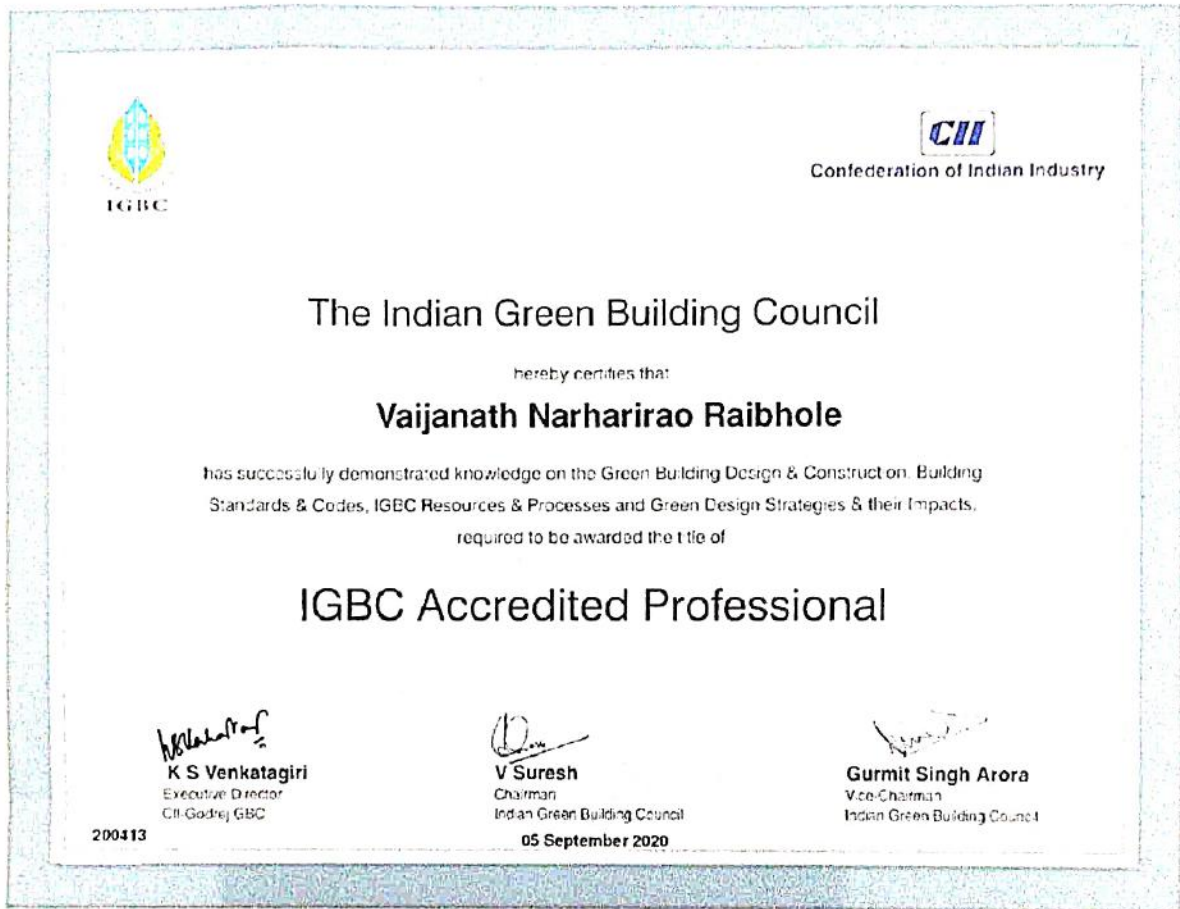 IGBC
CII
Confederation of Indian Industry
The Indian Green Building Council
hereby certifies that
Vaijanath Narharirao Raibhole
has successfully demonstrated knowledge on the Green Building Design & Construction, Building
Standards & Codes, IGBC Resources & Processes and Green Design Strategies & their Impacts,
required to be awarded the title of
IGBC Accredited Professional
K S Venkatagiri
Executive Director
CII-Godrej GBC
V Suresh
Chairman
Indian Green Building Council
Gurmit Singh Arora
Vice-Chairman
Indian Green Building Council
200413
05 September 2020